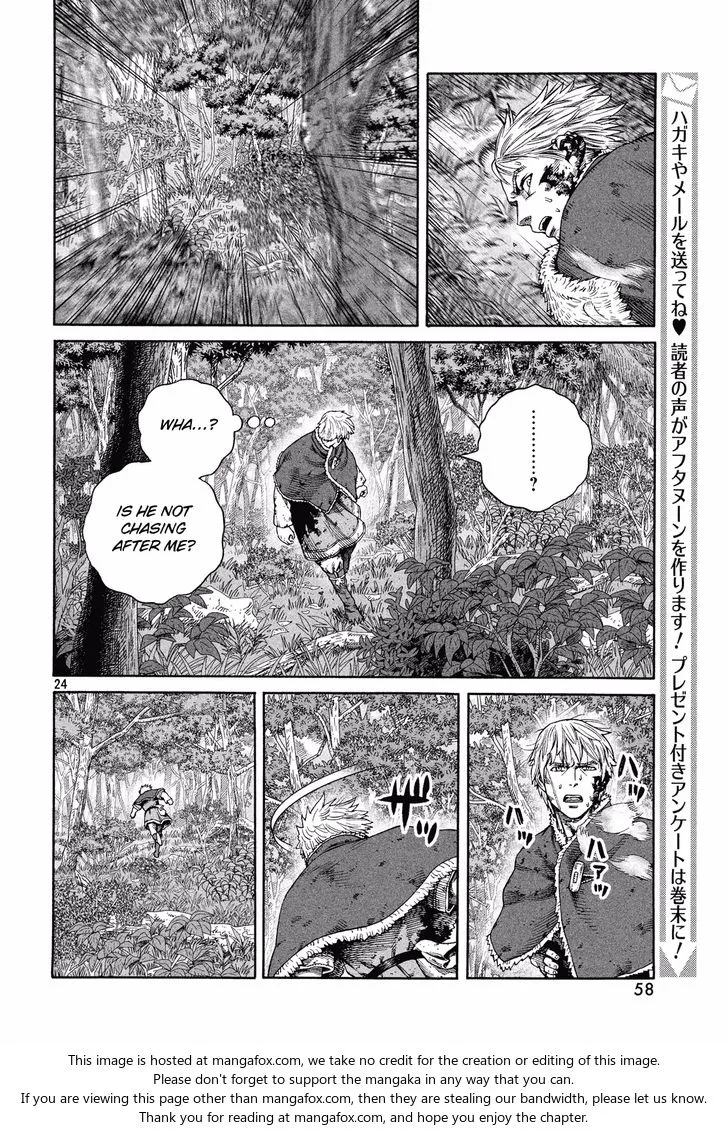 ハガキやメールを送ってね♥ 読者の声がアフタヌーンを作ります! プレゼント付きアンケートは巻末に!
………
?
WHA...?
IS HE NOT
CHASING
AFTER ME?
24
ハァッ
ハァッ
ザッ
58
This image is hosted at mangafox.com, we take no credit for the creation or editing of this image.
Please don't forget to support the mangaka in any way that you can.
If you are viewing this page other than mangafox.com, then they are stealing our bandwidth, please let us know.
Thank you for reading at mangafox.com, and hope you enjoy the chapter.